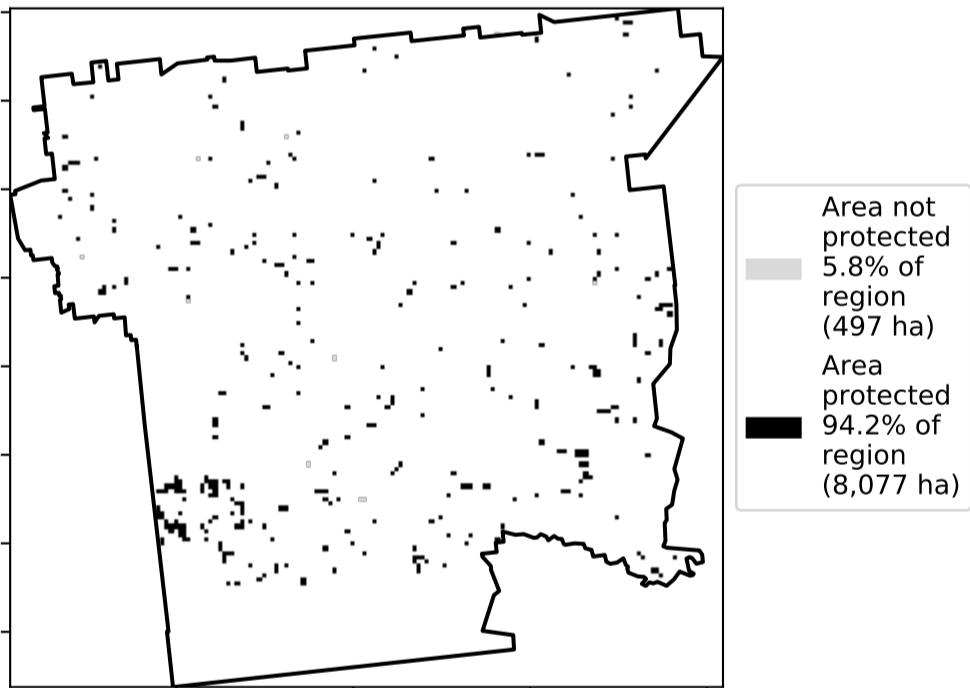 Area not
protected
5.8% of
region
(497 ha)
Area
protected
94.2% of
region
(8,077 ha)